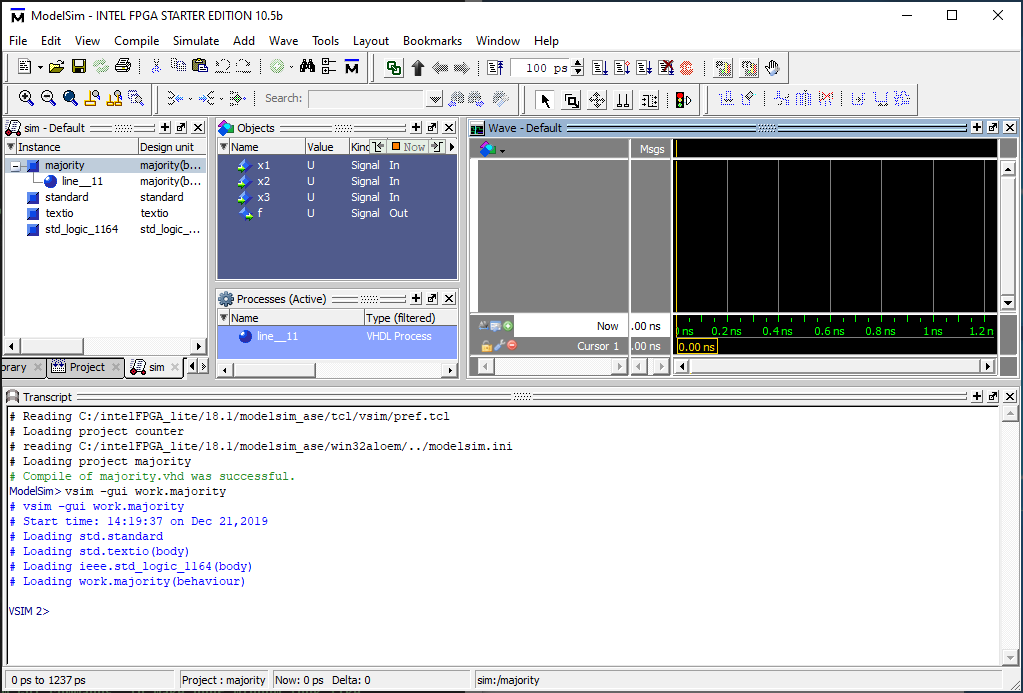 ModelSim - INTEL FPGA STARTER EDITION 10.5b
File Edit View Compile Simulate Add Wave Tools Layout Bookmarks Window Help
100 ps
Search:
sim - Default
Instance Design unit
majority majority(b...
line__11 majority(b...
standard standard
textio textio
std_logic_1164 std_logic_...
brary Project sim
Objects
Name Value Kind Now
x1 U Signal In
x2 U Signal In
x3 U Signal In
f U Signal Out
Processes (Active)
Name Type (filtered)
line__11 VHDL Process
Wave - Default
Msgs
Now .00 ns
Cursor 1 .00 ns
ns 0.2 ns 0.4 ns 0.6 ns 0.8 ns 1 ns 1.2 n
0.00 ns
Transcript
# Reading C:/intelFPGA_lite/18.1/modelsim_ase/tcl/vsim/pref.tcl
# Loading project counter
# reading C:/intelFPGA_lite/18.1/modelsim_ase/win32aloem/../modelsim.ini
# Loading project majority
# Compile of majority.vhd was successful.
ModelSim> vsim -gui work.majority
# vsim -gui work.majority
# Start time: 14:19:37 on Dec 21,2019
# Loading std.standard
# Loading std.textio(body)
# Loading ieee.std_logic_1164(body)
# Loading work.majority(behaviour)
VSIM 2>
0 ps to 1237 ps Project : majority Now: 0 ps Delta: 0 sim:/majority